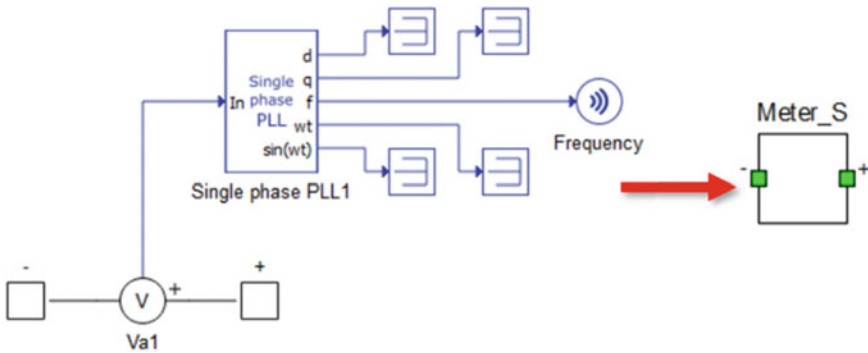 d
q
f
wt
sin(wt)
In
Single
phase
PLL
Single phase PLL1
Frequency
Meter_S
- +
- +
V +
Va1